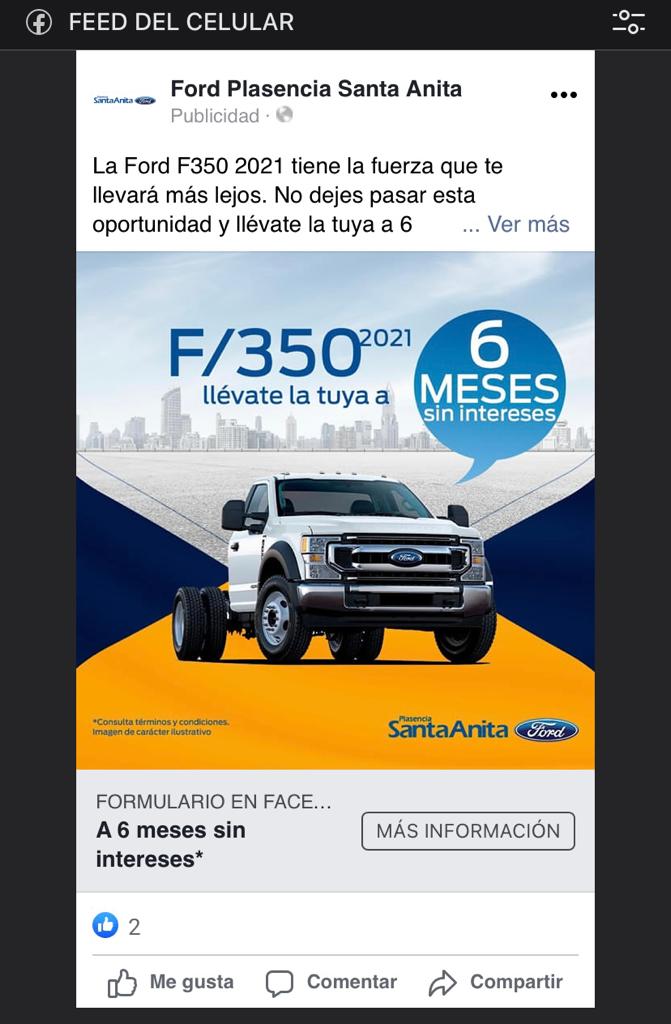 FEED DEL CELULAR
SantaAnita Ford
Ford Plasencia Santa Anita
Publicidad ·
La Ford F350 2021 tiene la fuerza que te
llevará más lejos. No dejes pasar esta
oportunidad y llévate la tuya a 6 ... Ver más
F/350 2021
llévate la tuya a
6
MESES
sin intereses
Ford
*Consulta términos y condiciones.
Imagen de carácter ilustrativo
Plasencia
SantaAnita Ford
FORMULARIO EN FACE...
A 6 meses sin
intereses*
MÁS INFORMACIÓN
2
Me gusta Comentar Compartir